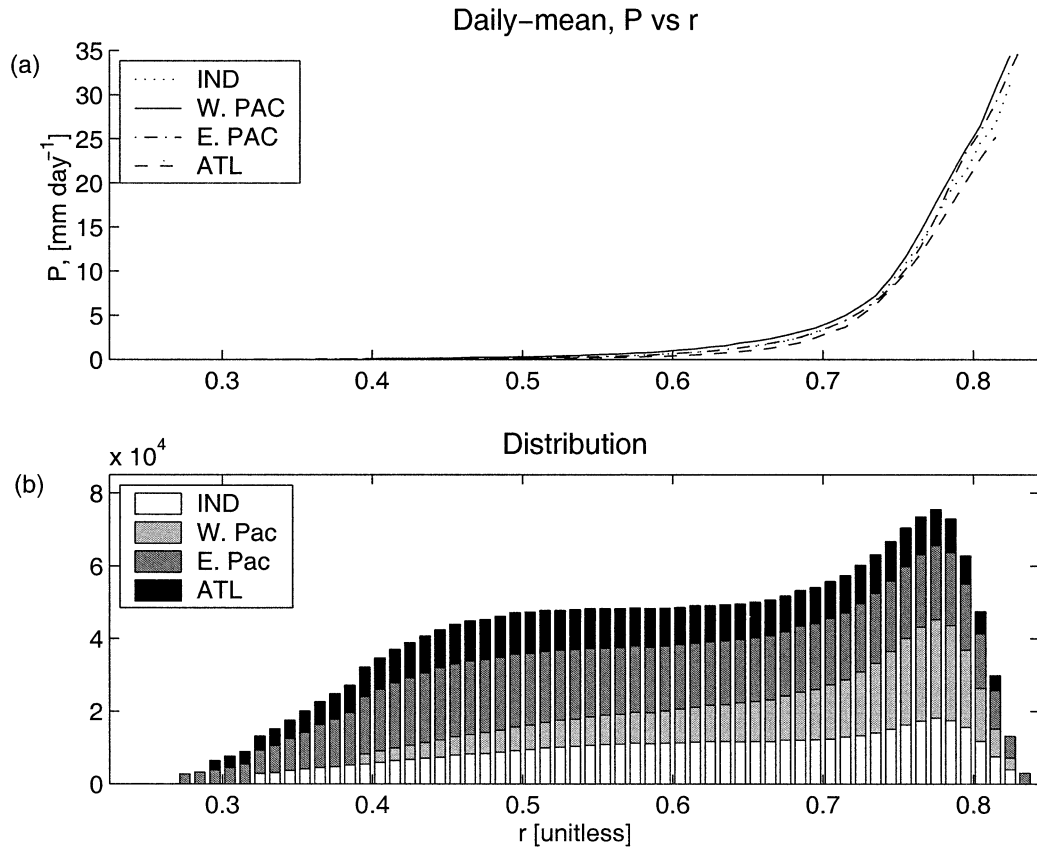 Daily−mean, P vs r
(a)
35
30
25
20
15
10
5
0
P, [mm day⁻¹]
IND
W. PAC
E. PAC
ATL
0.3 0.4 0.5 0.6 0.7 0.8
Distribution
x 10⁴
(b)
8
6
4
2
0
IND
W. Pac
E. Pac
ATL
0.3 0.4 0.5 0.6 0.7 0.8
r [unitless]